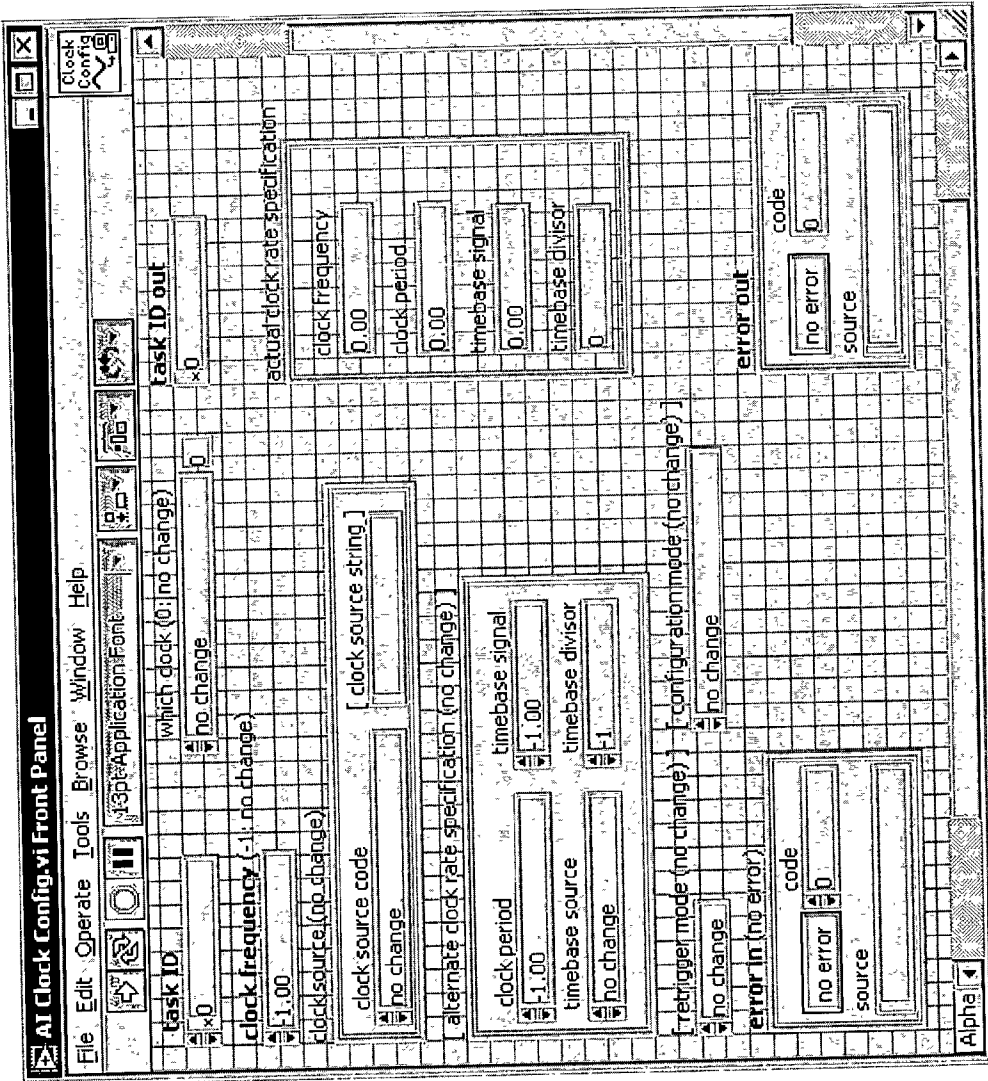 AI Clock Config.vi Front Panel
File Edit Operate Tools Browse Window Help
13pt Application Font
Clock
Config
task ID
×0
which clock (0: no change)
no change
0
task ID out
×0
clock frequency (-1: no change)
-1.00
clock source (no change)
clock source code
no change
[ clock source string ]
actual clock rate specification
clock frequency
0.00
clock period
0.00
timebase signal
0.00
timebase divisor
0
[ alternate clock rate specification (no change) ]
clock period
-1.00
timebase signal
-1.00
timebase source
no change
timebase divisor
-1
[ retrigger mode (no change) ]
no change
[ configuration mode (no change) ]
no change
error in (no error)
no error
code
0
source
error out
no error
code
0
source
Alpha